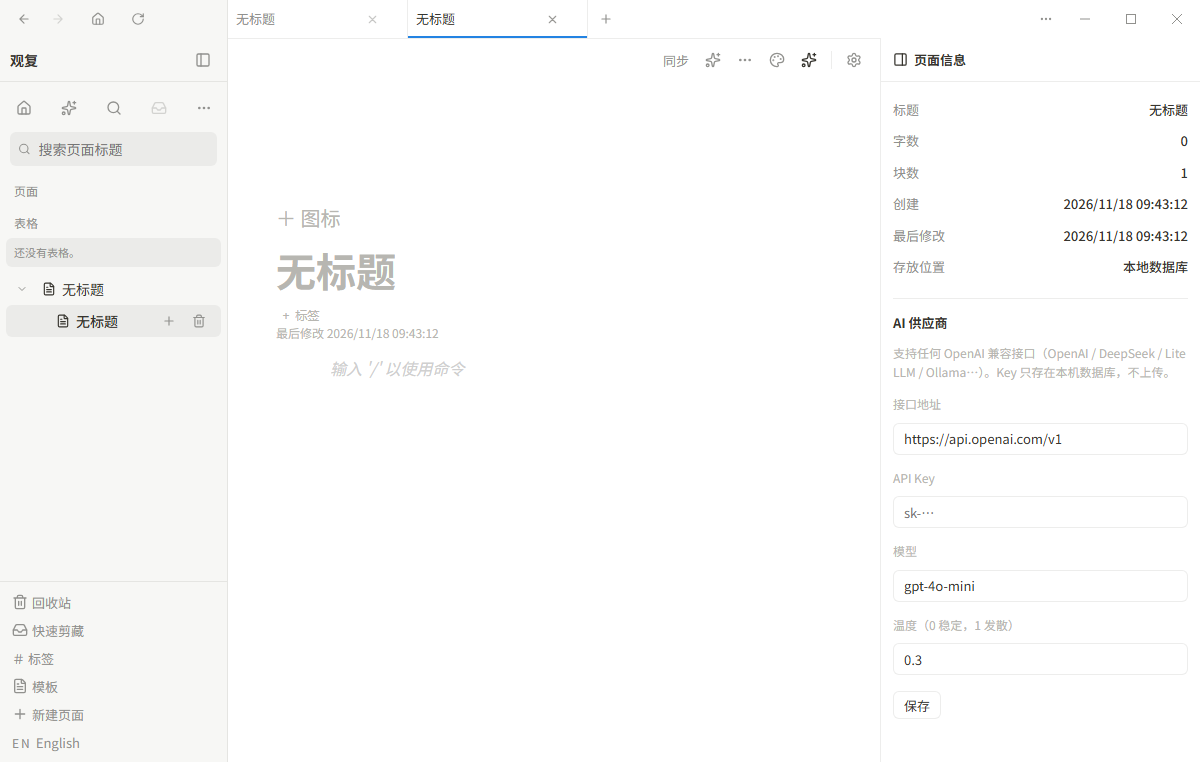 无标题
无标题
观复
搜索页面标题
页面
表格
还没有表格。
无标题
无标题
回收站
快速剪藏
# 标签
模板
新建页面
EN English
同步
图标
无标题
+ 标签
最后修改 2026/11/18 09:43:12
输入 '/' 以使用命令
页面信息
标题 无标题
字数 0
块数 1
创建 2026/11/18 09:43:12
最后修改 2026/11/18 09:43:12
存放位置 本地数据库
AI 供应商
支持任何 OpenAI 兼容接口（OpenAI / DeepSeek / Lite
LLM / Ollama…）。Key 只存在本机数据库，不上传。
接口地址
https://api.openai.com/v1
API Key
sk-…
模型
gpt-4o-mini
温度（0 稳定，1 发散）
0.3
保存